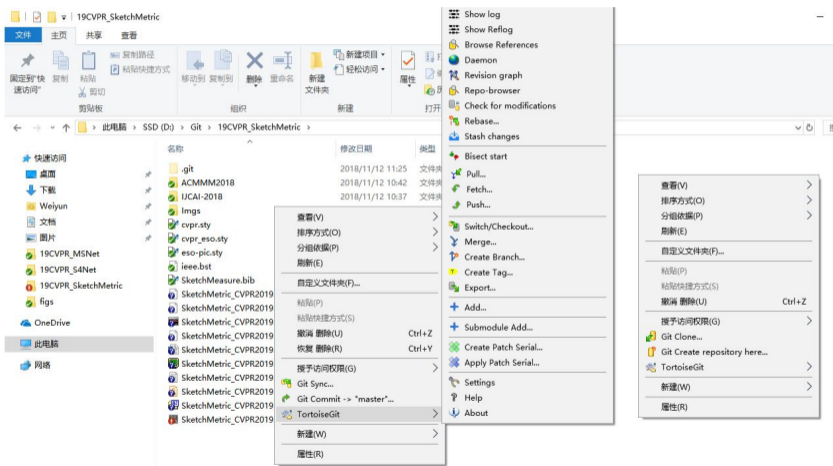 19CVPR_SketchMetric
文件 主页 共享 查看
固定到"快速访问"
复制
粘贴
复制路径
粘贴快捷方式
剪切
移动到
复制到
删除
重命名
新建文件夹
新建项目
轻松访问
属性
剪贴板 组织 新建 打开
此电脑 > SSD (D:) > Git > 19CVPR_SketchMetric >
快速访问
桌面
下载
Weiyun
文档
图片
19CVPR_MSNet
19CVPR_S4Net
19CVPR_SketchMetric
figs
OneDrive
此电脑
网络
名称 修改日期 类型
.git 2018/11/12 11:25 文件夹
ACMMM2018 2018/11/12 10:42 文件夹
IJCAI-2018 2018/11/12 10:37 文件夹
Imgs
cvpr.sty
cvpr_eso.sty
eso-pic.sty
ieee.bst
SketchMeasure.bib
SketchMetric_CVPR2019
SketchMetric_CVPR2019
SketchMetric_CVPR2019
SketchMetric_CVPR2019
SketchMetric_CVPR2019
SketchMetric_CVPR2019
SketchMetric_CVPR2019
SketchMetric_CVPR2019
SketchMetric_CVPR2019
SketchMetric_CVPR2019
查看(V)
排序方式(O)
分组依据(P)
刷新(E)
自定义文件夹(F)...
粘贴(P)
粘贴快捷方式(S)
撤消 删除(U) Ctrl+Z
恢复 删除(R) Ctrl+Y
授予访问权限(G)
Git Sync...
Git Commit -> "master"...
TortoiseGit
新建(W)
属性(R)
Show log
Show Reflog
Browse References
Daemon
Revision graph
Repo-browser
Check for modifications
Rebase...
Stash changes
Bisect start
Pull...
Fetch...
Push...
Switch/Checkout...
Merge...
Create Branch...
Create Tag...
Export...
Add...
Submodule Add...
Create Patch Serial...
Apply Patch Serial...
Settings
Help
About
查看(V)
排序方式(O)
分组依据(P)
刷新(E)
自定义文件夹(F)...
粘贴(P)
粘贴快捷方式(S)
撤消 删除(U) Ctrl+Z
授予访问权限(G)
Git Clone...
Git Create repository here...
TortoiseGit
新建(W)
属性(R)